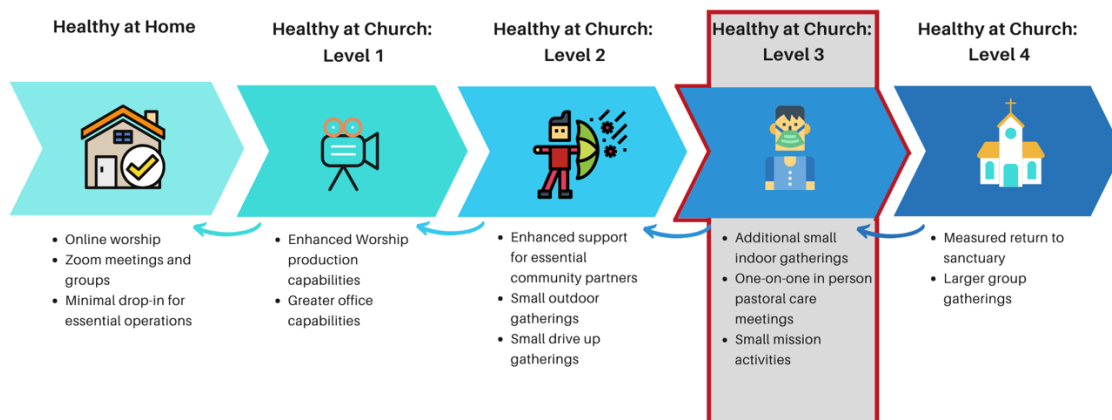 Healthy at Home
Healthy at Church:
Level 1
Healthy at Church:
Level 2
Healthy at Church:
Level 3
Healthy at Church:
Level 4
• Online worship
• Zoom meetings and
groups
• Minimal drop-in for
essential operations
• Enhanced Worship
production
capabilities
• Greater office
capabilities
• Enhanced support
for essential
community partners
• Small outdoor
gatherings
• Small drive up
gatherings
• Additional small
indoor gatherings
• One-on-one in person
pastoral care
meetings
• Small mission
activities
• Measured return to
sanctuary
• Larger group
gatherings